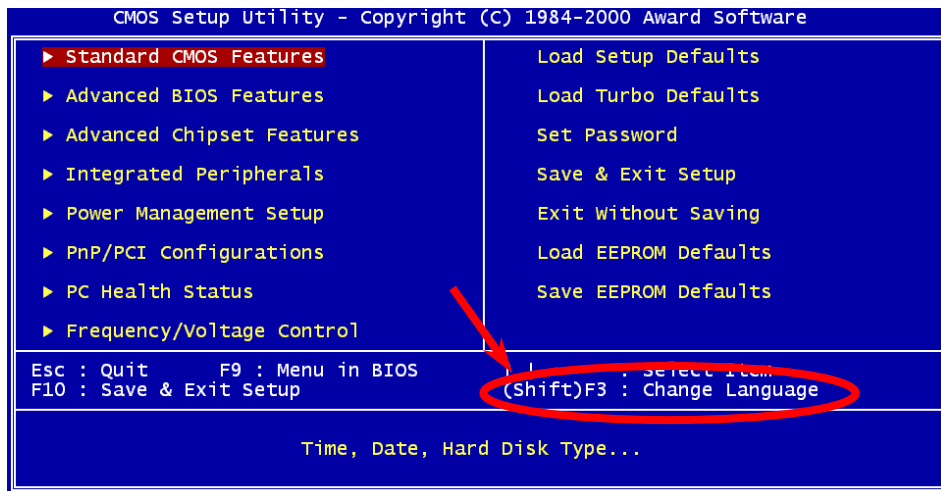 CMOS Setup Utility - Copyright (C) 1984-2000 Award Software
▶ Standard CMOS Features
▶ Advanced BIOS Features
▶ Advanced Chipset Features
▶ Integrated Peripherals
▶ Power Management Setup
▶ PnP/PCI Configurations
▶ PC Health Status
▶ Frequency/Voltage Control
Load Setup Defaults
Load Turbo Defaults
Set Password
Save & Exit Setup
Exit Without Saving
Load EEPROM Defaults
Save EEPROM Defaults
Esc : Quit F9 : Menu in BIOS
: Select Item
F10 : Save & Exit Setup
(Shift)F3 : Change Language
Time, Date, Hard Disk Type...